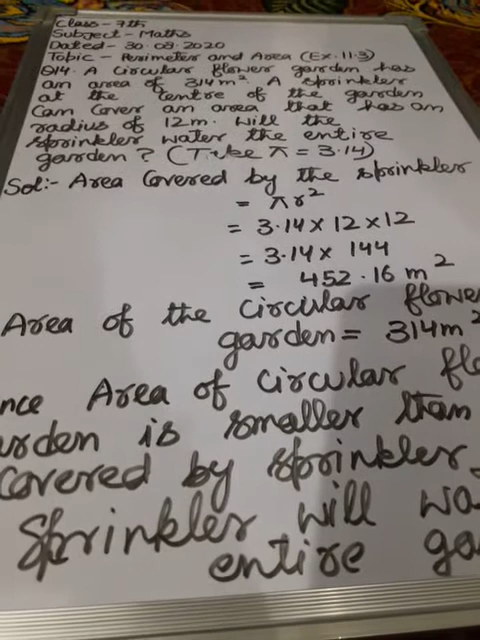 Class - 7th
Subject - Maths
Dated - 30.08.2020
Topic - Perimeter and Area (Ex. 11.3)
Q14. A circular flower garden has
an area of 314m². A sprinkler
at the centre of the garden
can cover an area that has an
radius of 12m. Will the
sprinkler water the entire
garden? (Take π = 3.14)
Sol:- Area Covered by the sprinkler
= πr²
= 3.14 x 12 x 12
= 3.14 x 144
= 452.16 m²
Area of the circular flower
garden = 314m²
nce Area of circular flo
rden is smaller than
covered by sprinkler.
Sprinkler will wa
entire ga